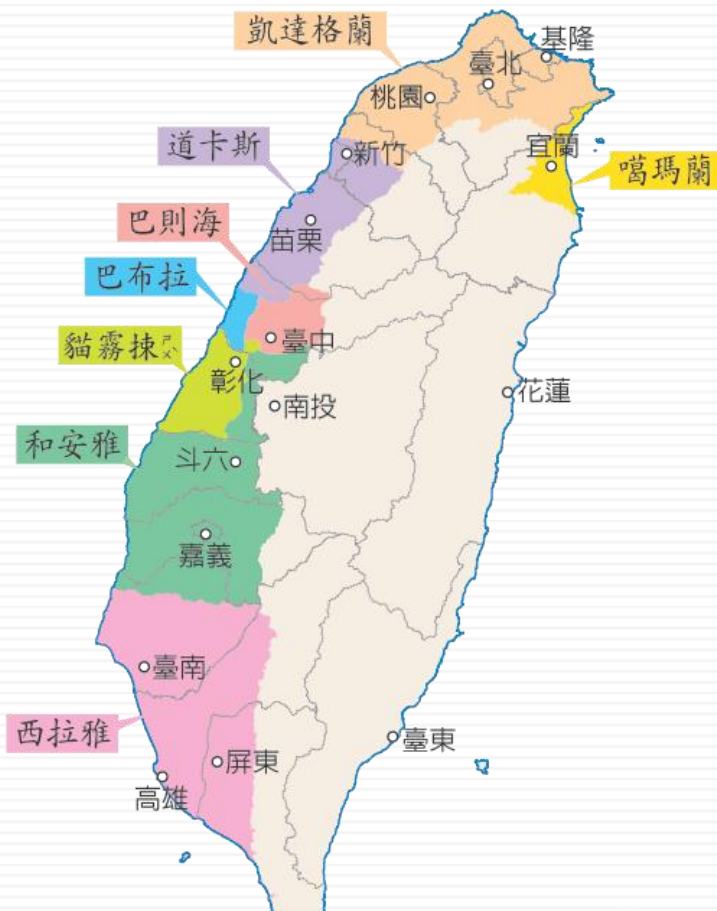 凱達格蘭
基隆
臺北
桃園
道卡斯
新竹
宜蘭
噶瑪蘭
巴則海
苗栗
巴布拉
貓霧捒ㄕㄨˋ
臺中
彰化
花蓮
南投
和安雅
斗六
嘉義
臺南
西拉雅
臺東
屏東
高雄